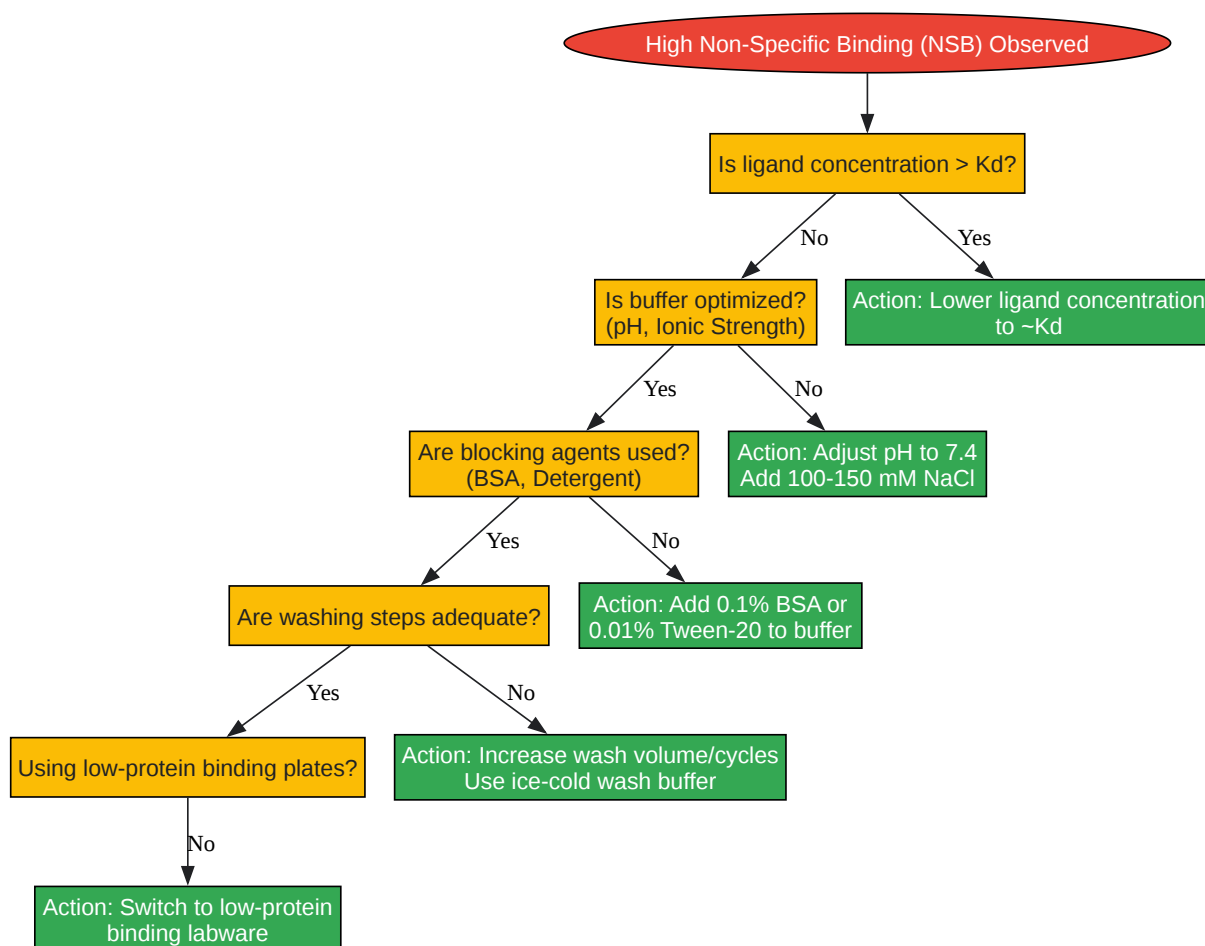 High Non-Specific Binding (NSB) Observed
Is ligand concentration > Kd?
No
Yes
Is buffer optimized?
(pH, Ionic Strength)
Action: Lower ligand concentration
to ~Kd
Yes
No
Are blocking agents used?
(BSA, Detergent)
Action: Adjust pH to 7.4
Add 100-150 mM NaCl
Yes
No
Are washing steps adequate?
Action: Add 0.1% BSA or
0.01% Tween-20 to buffer
Yes
No
Using low-protein binding plates?
Action: Increase wash volume/cycles
Use ice-cold wash buffer
No
Action: Switch to low-protein
binding labware